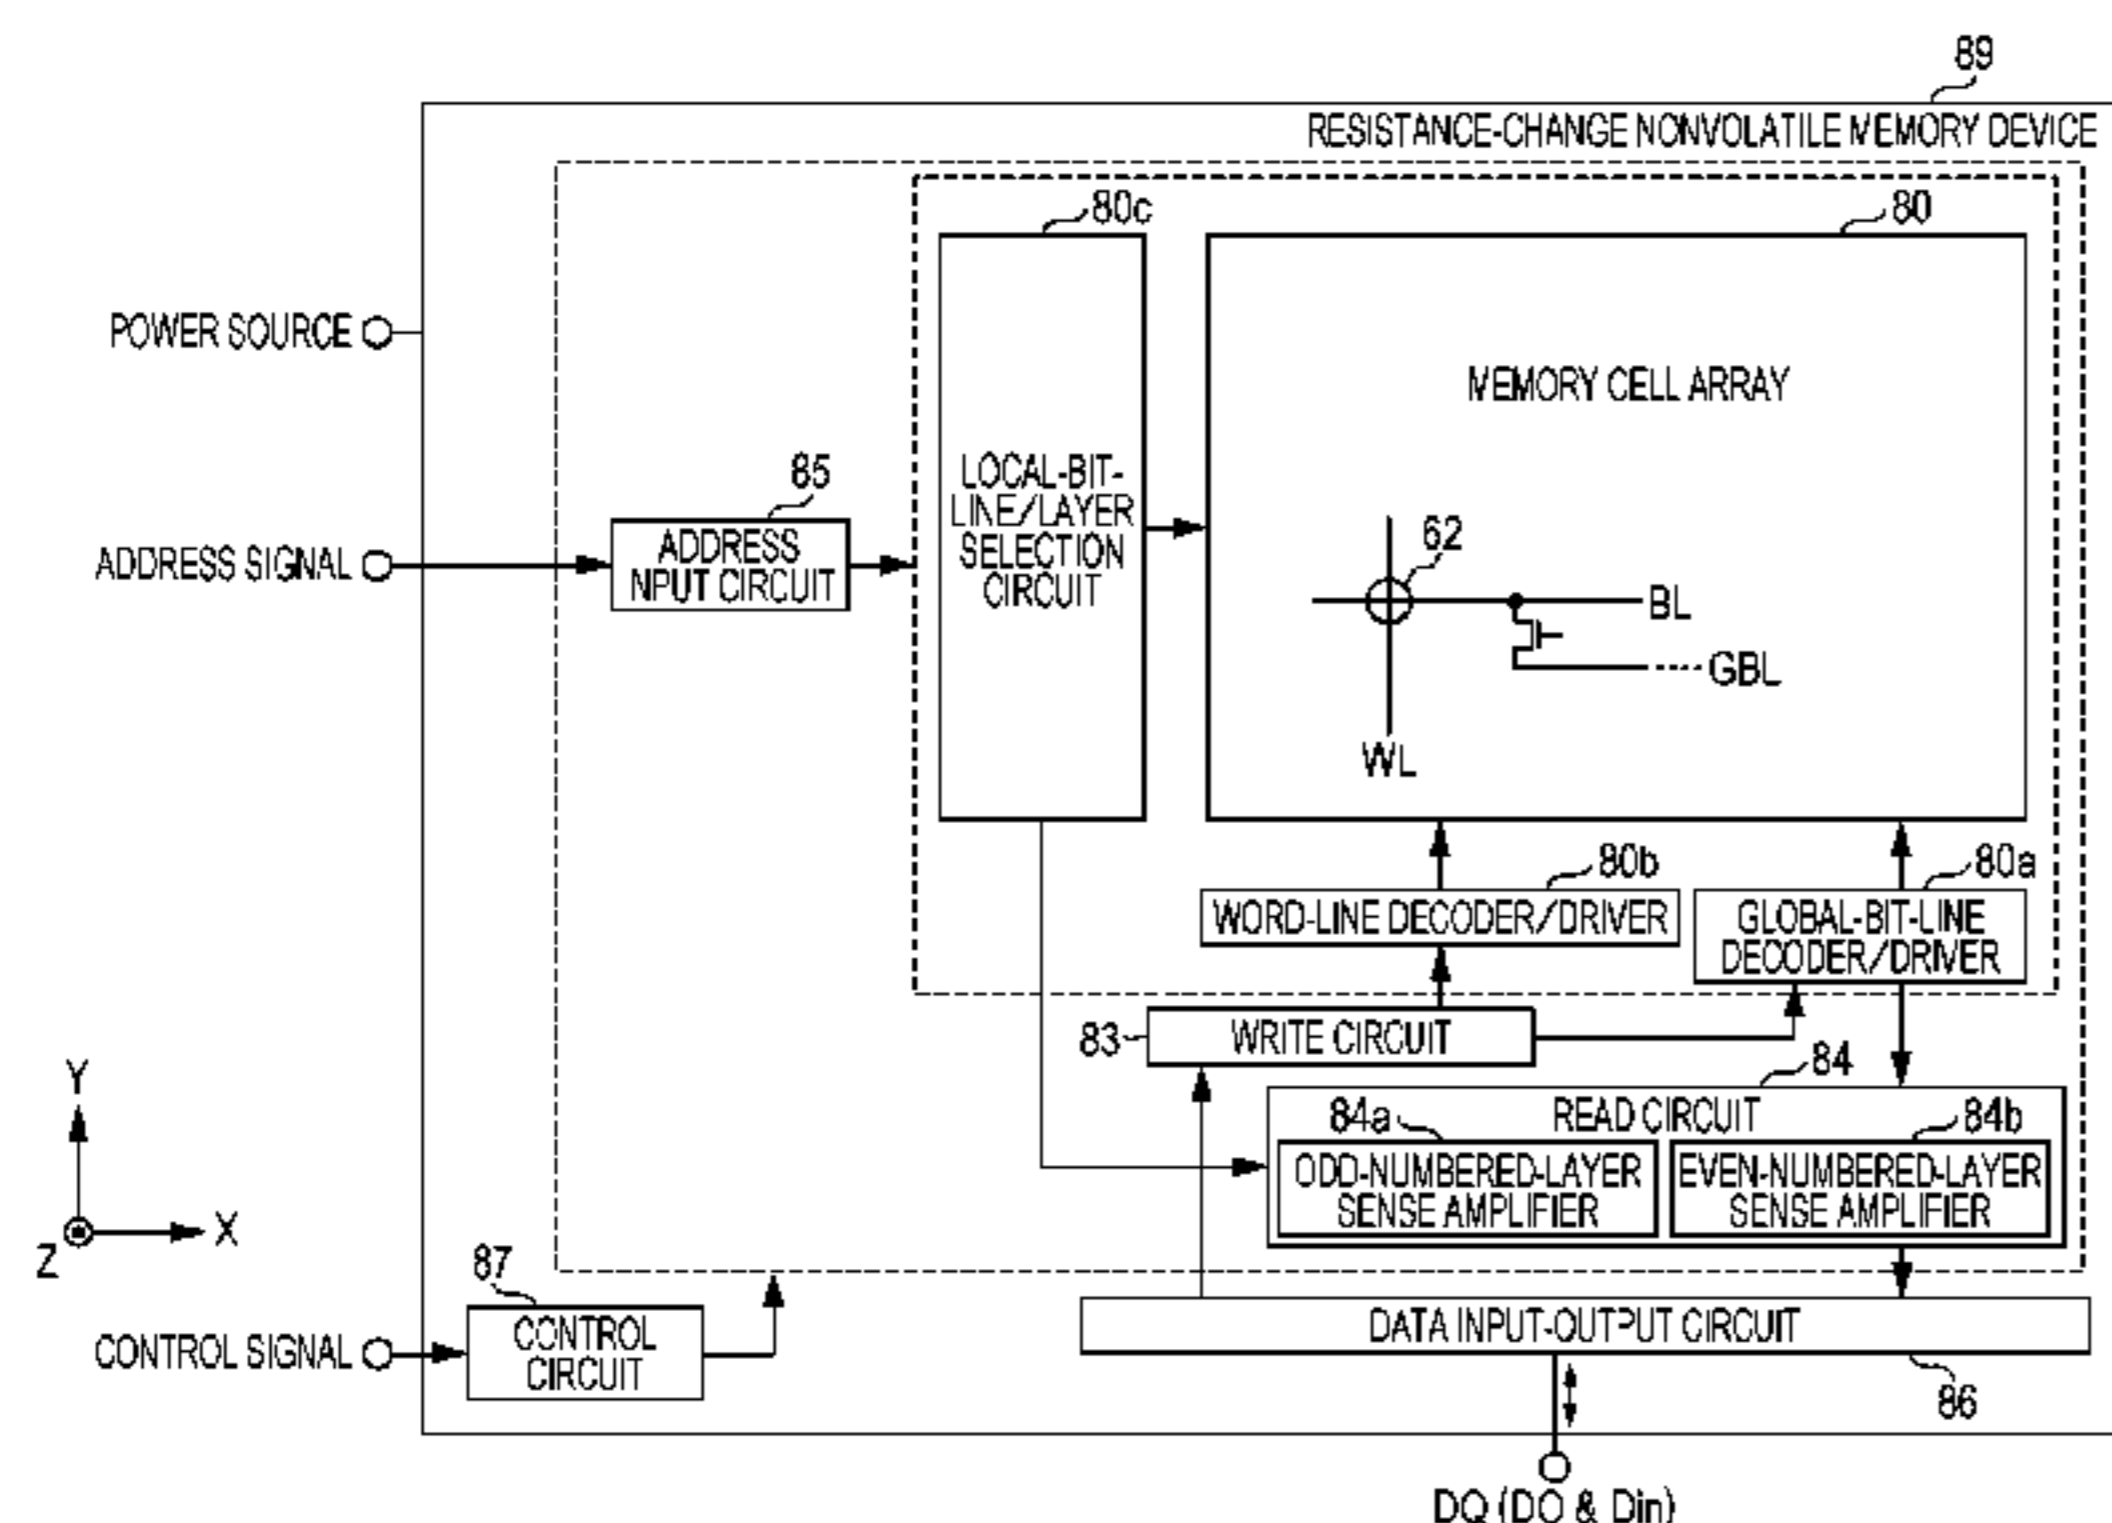 89
RESISTANCE-CHANGE NONVOLATILE MEMORY DEVICE
80c
80
POWER SOURCE
MEMORY CELL ARRAY
85
LOCAL-BIT-
LINE/LAYER
SELECTION
CIRCUIT
ADDRESS SIGNAL
ADDRESS
NPUT CIRCUIT
62
BL
GBL
WL
80b
80a
WORD-LINE DECODER/DRIVER
GLOBAL-BIT-LINE
DECODER/DRIVER
83
WRITE CIRCUIT
84
READ CIRCUIT
84a
84b
ODD-NUMBERED-LAYER
SENSE AMPLIFIER
EVEN-NUMBERED-LAYER
SENSE AMPLIFIER
Y
X
Z
87
CONTROL SIGNAL
CONTROL
CIRCUIT
DATA INPUT-OUTPUT CIRCUIT
86
DQ (DO & Din)